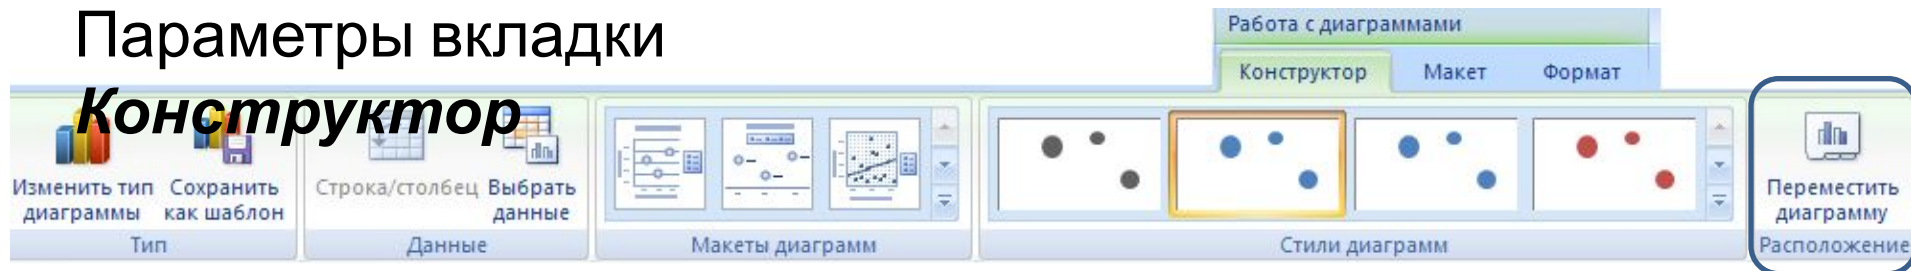 Параметры вкладки
Конструктор
Работа с диаграммами
Конструктор Макет Формат
Изменить тип диаграммы
Сохранить как шаблон
Строка/столбец
Выбрать данные
Переместить диаграмму
Тип
Данные
Макеты диаграмм
Стили диаграмм
Расположение